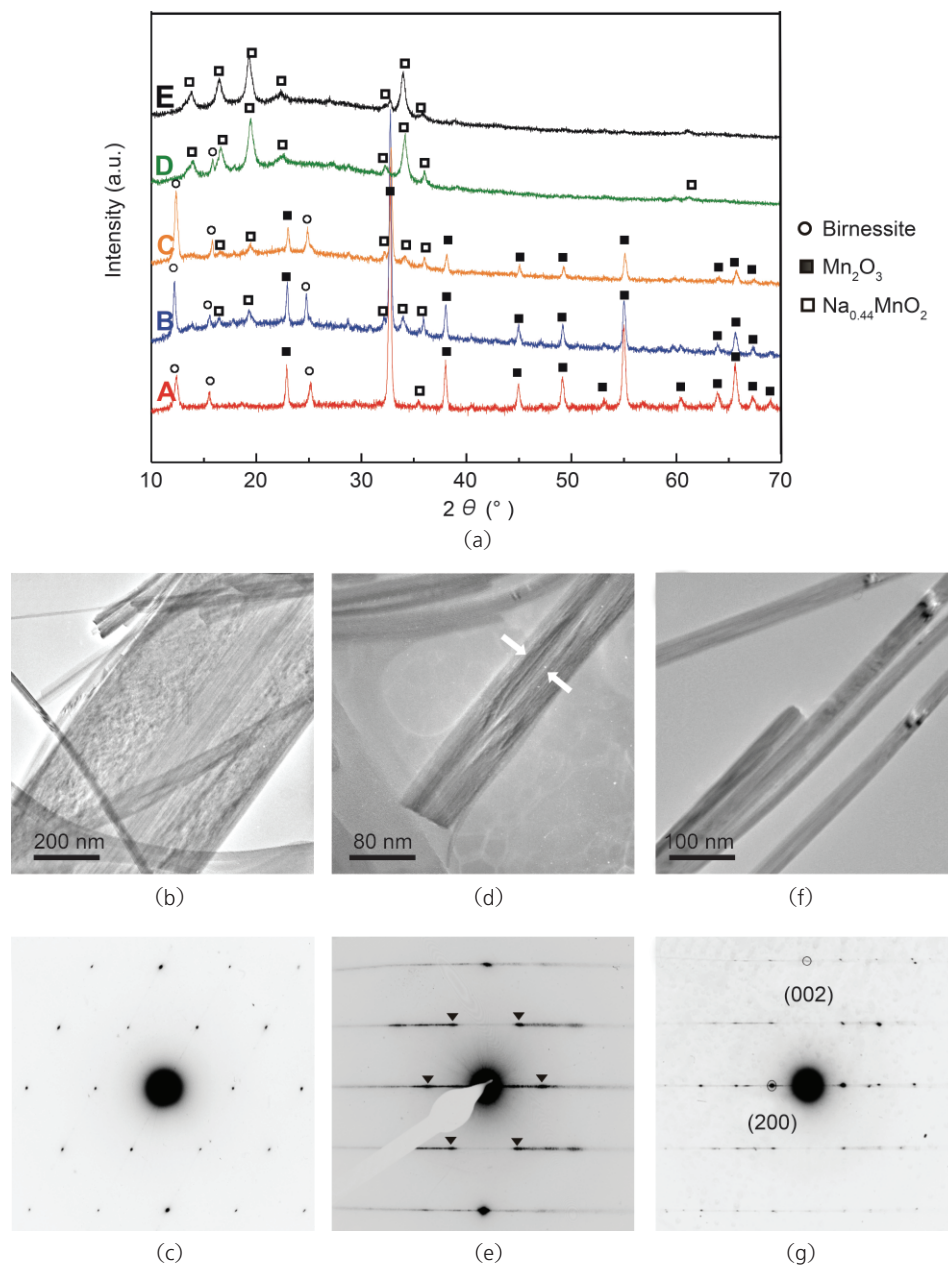 E
D
C
B
A
Intensity (a.u.)
10 20 30 40 50 60 70
2 θ (°)
Birnessite
Mn₂O₃
Na₀.₄₄MnO₂
(a)
200 nm
80 nm
100 nm
(b)
(d)
(f)
(002)
(200)
(c)
(e)
(g)